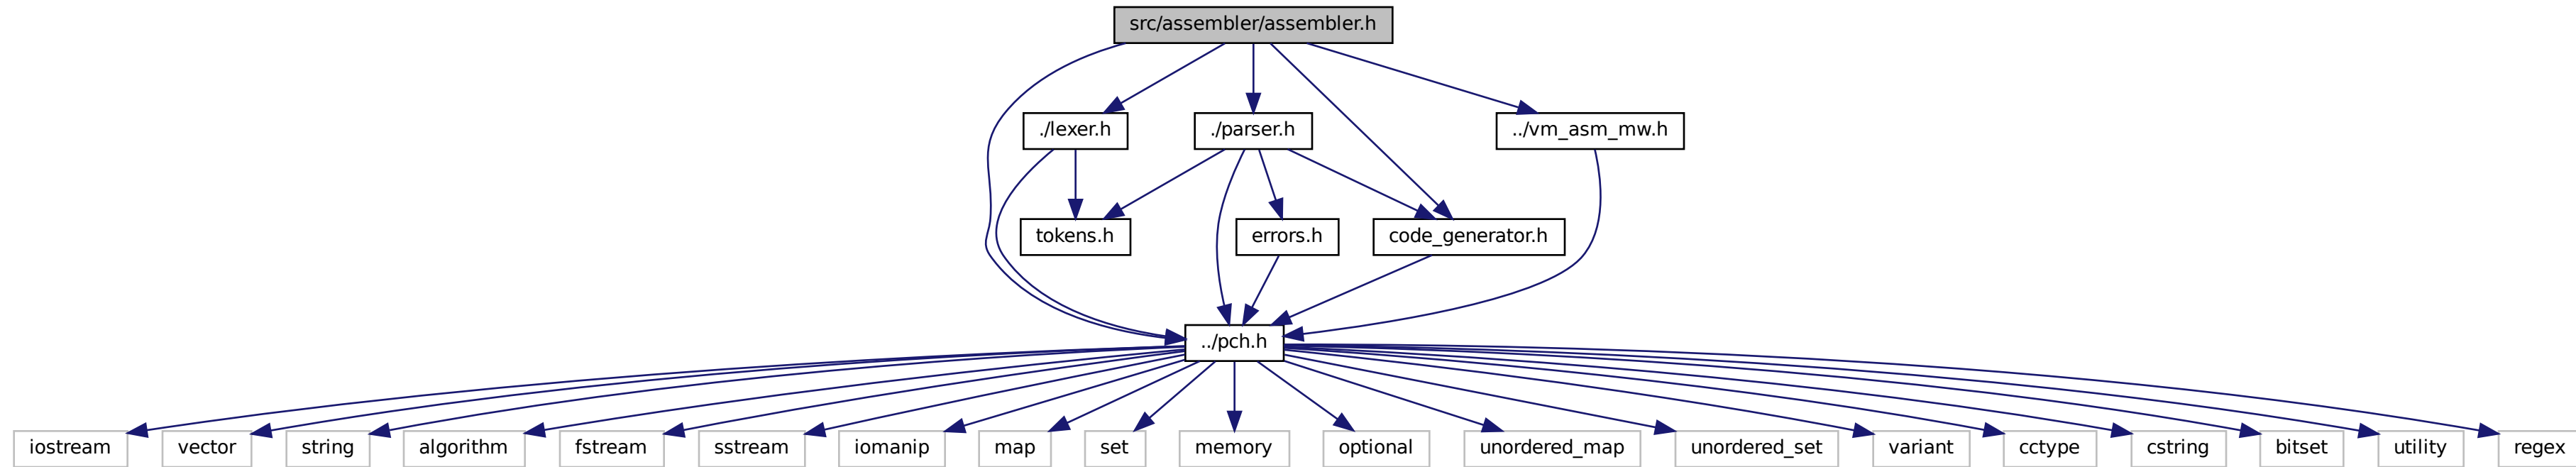 src/assembler/assembler.h
./lexer.h
./parser.h
../vm_asm_mw.h
tokens.h
errors.h
code_generator.h
../pch.h
iostream
vector
string
algorithm
fstream
sstream
iomanip
map
set
memory
optional
unordered_map
unordered_set
variant
cctype
cstring
bitset
utility
regex